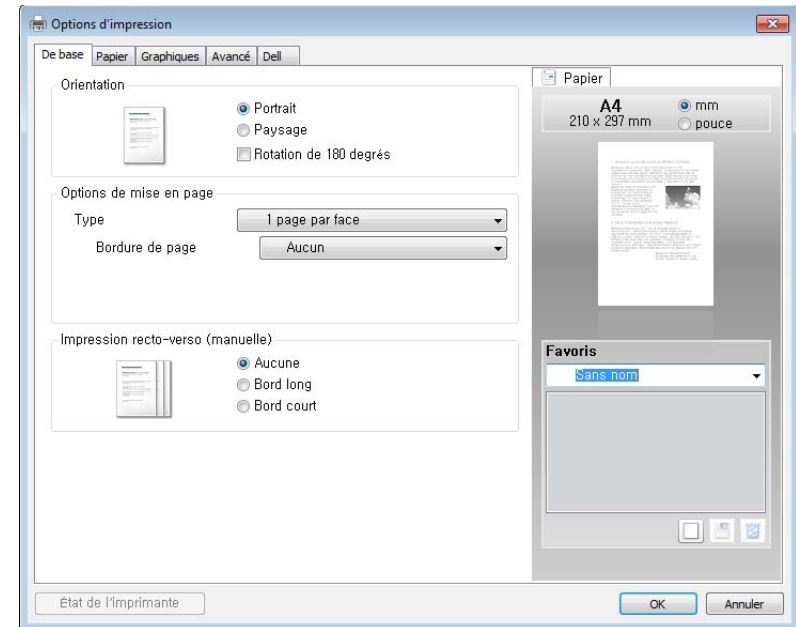 Options d'impression
De base Papier Graphiques Avancé Dell
Orientation
Portrait
Paysage
Rotation de 180 degrés
Options de mise en page
Type 1 page par face
Bordure de page Aucun
Impression recto-verso (manuelle)
Aucune
Bord long
Bord court
Papier
A4 mm
210 x 297 mm pouce
Favoris
Sans nom
État de l'imprimante
OK Annuler